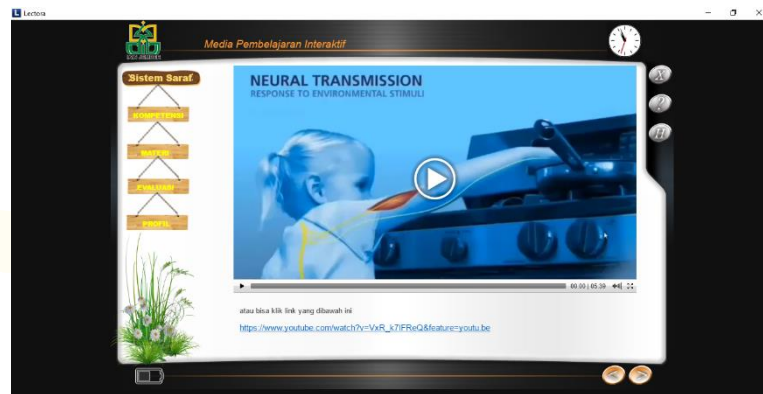 Lectora
Media Pembelajaran Interaktif
Sistem Saraf
KOMPETENSI
MATERI
EVALUASI
PROFIL
NEURAL TRANSMISSION
RESPONSE TO ENVIRONMENTAL STIMULI
00:00 | 05:39
atau bisa klik link yang dibawah ini
https://www.youtube.com/watch?v=VxR_k7IFReQ&feature=youtu.be
X
?
H